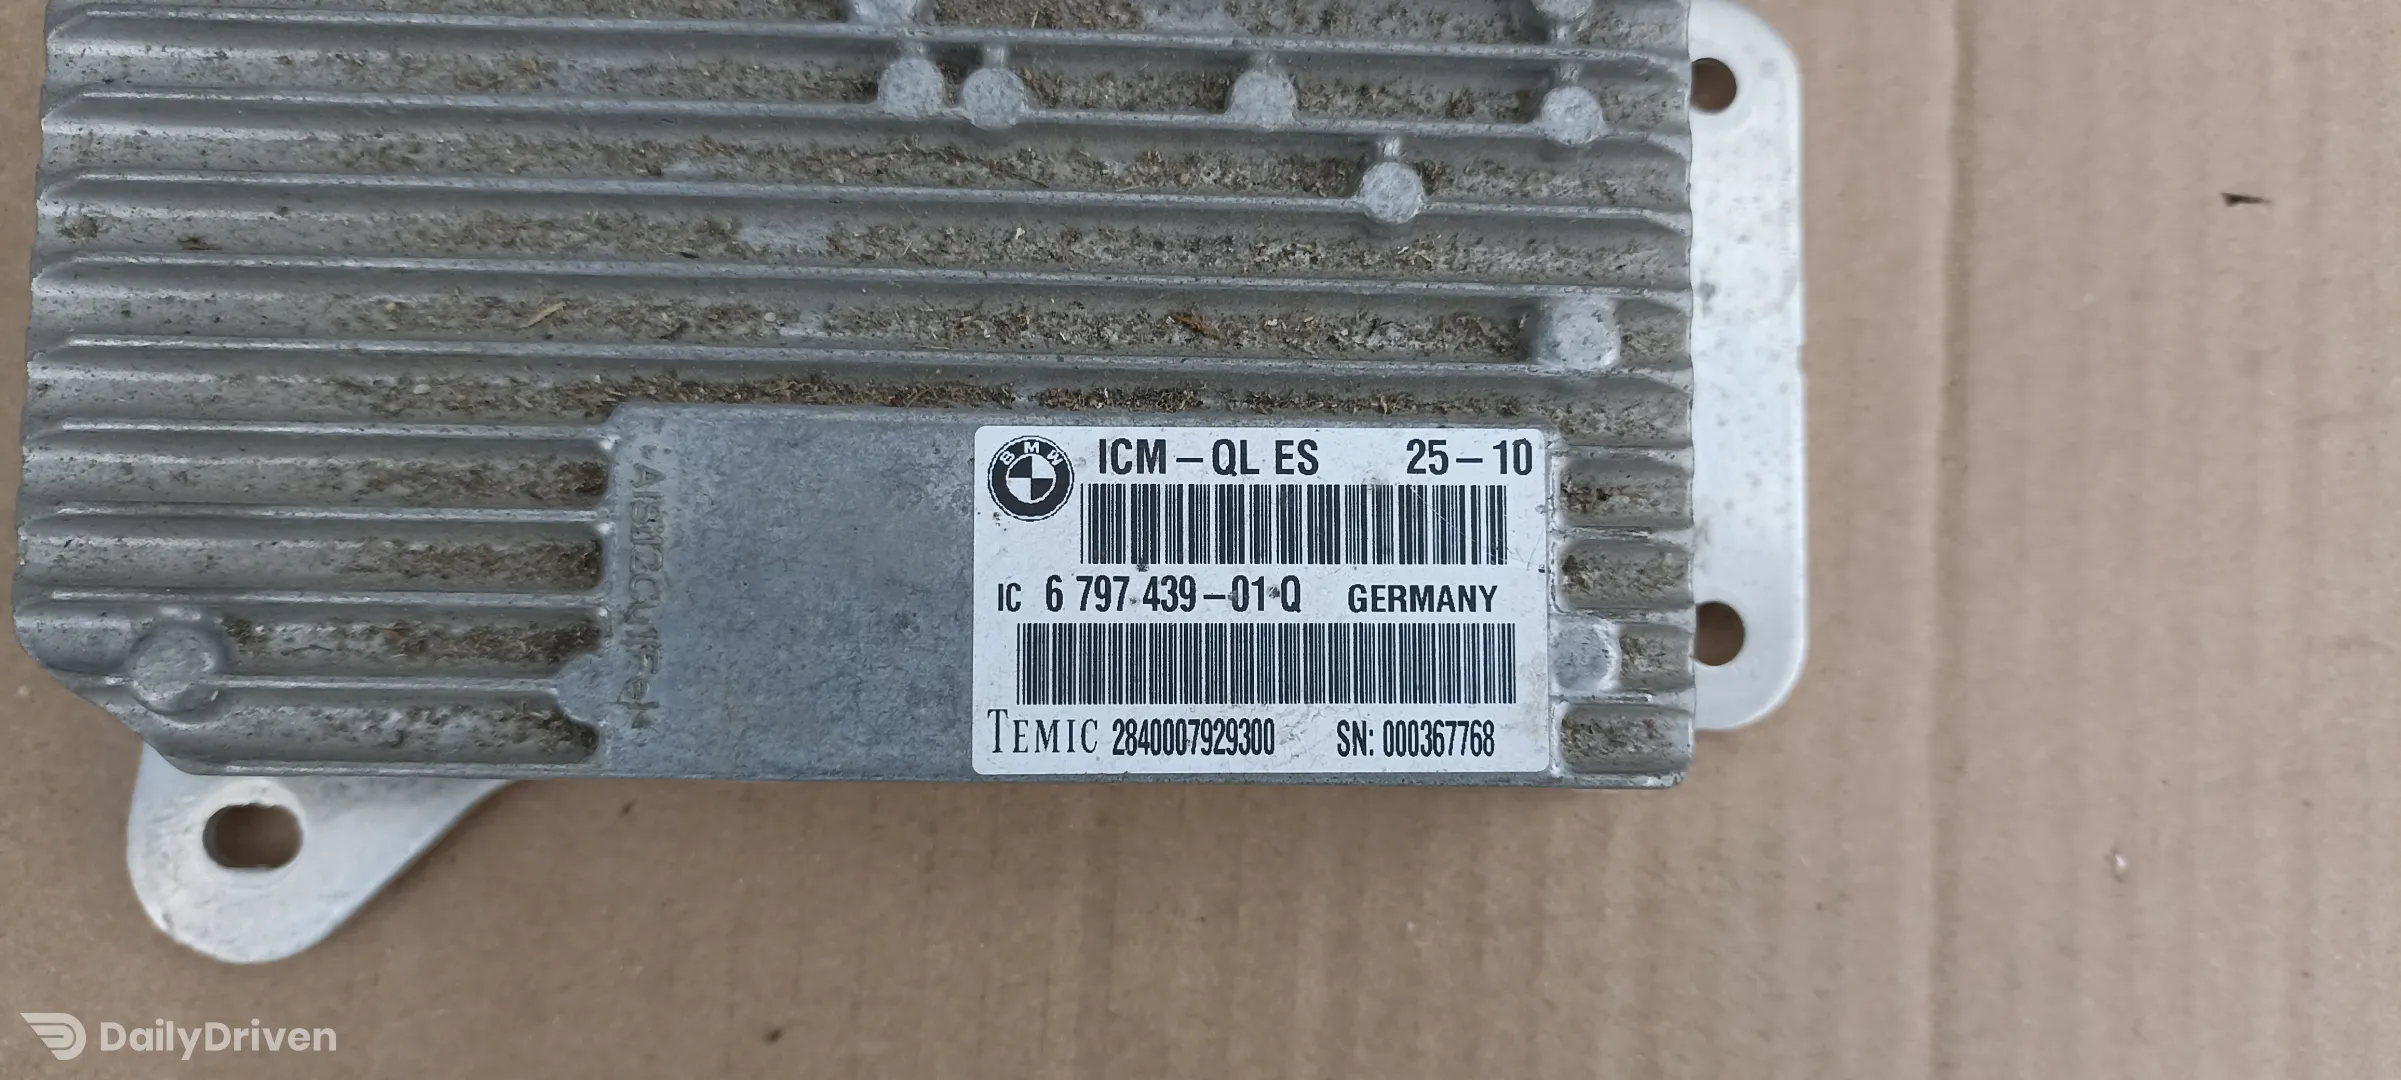 BMW
ICM-QL ES 25-10
IC 6 797 439-01 Q GERMANY
TEMIC 2840007929300 SN: 000367768
DailyDriven